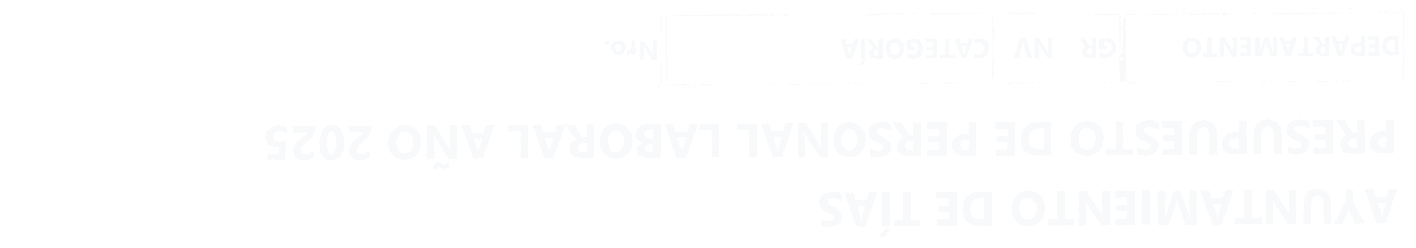 AYUNTAMIENTO DE TÍAS
PRESUPUESTO DE PERSONAL LABORAL AÑO 2025
DEPARTAMENTO GR NV CATEGORÍA Nro.